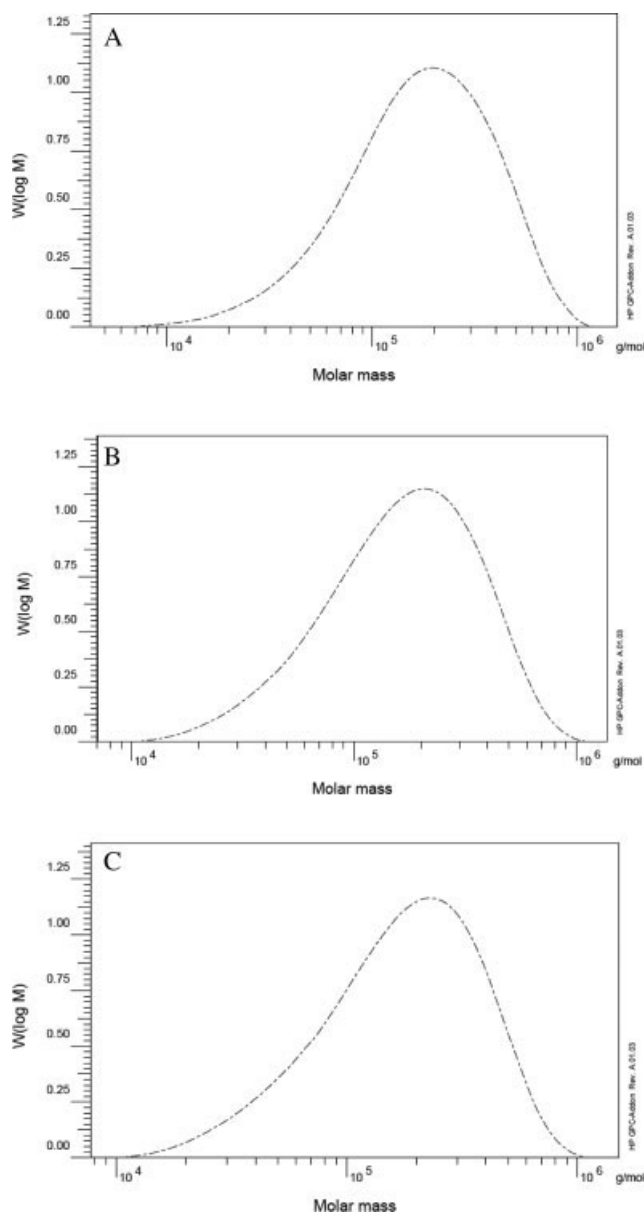 A
1.25
1.00
0.75
0.50
0.25
0.00
W(log M)
10^4
10^5
10^6
g/mol
Molar mass
HP GPC-Addon Rev. A.01.03
B
1.25
1.00
0.75
0.50
0.25
0.00
W(log M)
10^4
10^5
10^6
g/mol
Molar mass
HP GPC-Addon Rev. A.01.03
C
1.25
1.00
0.75
0.50
0.25
0.00
W(log M)
10^4
10^5
10^6
g/mol
Molar mass
HP GPC-Addon Rev. A.01.03